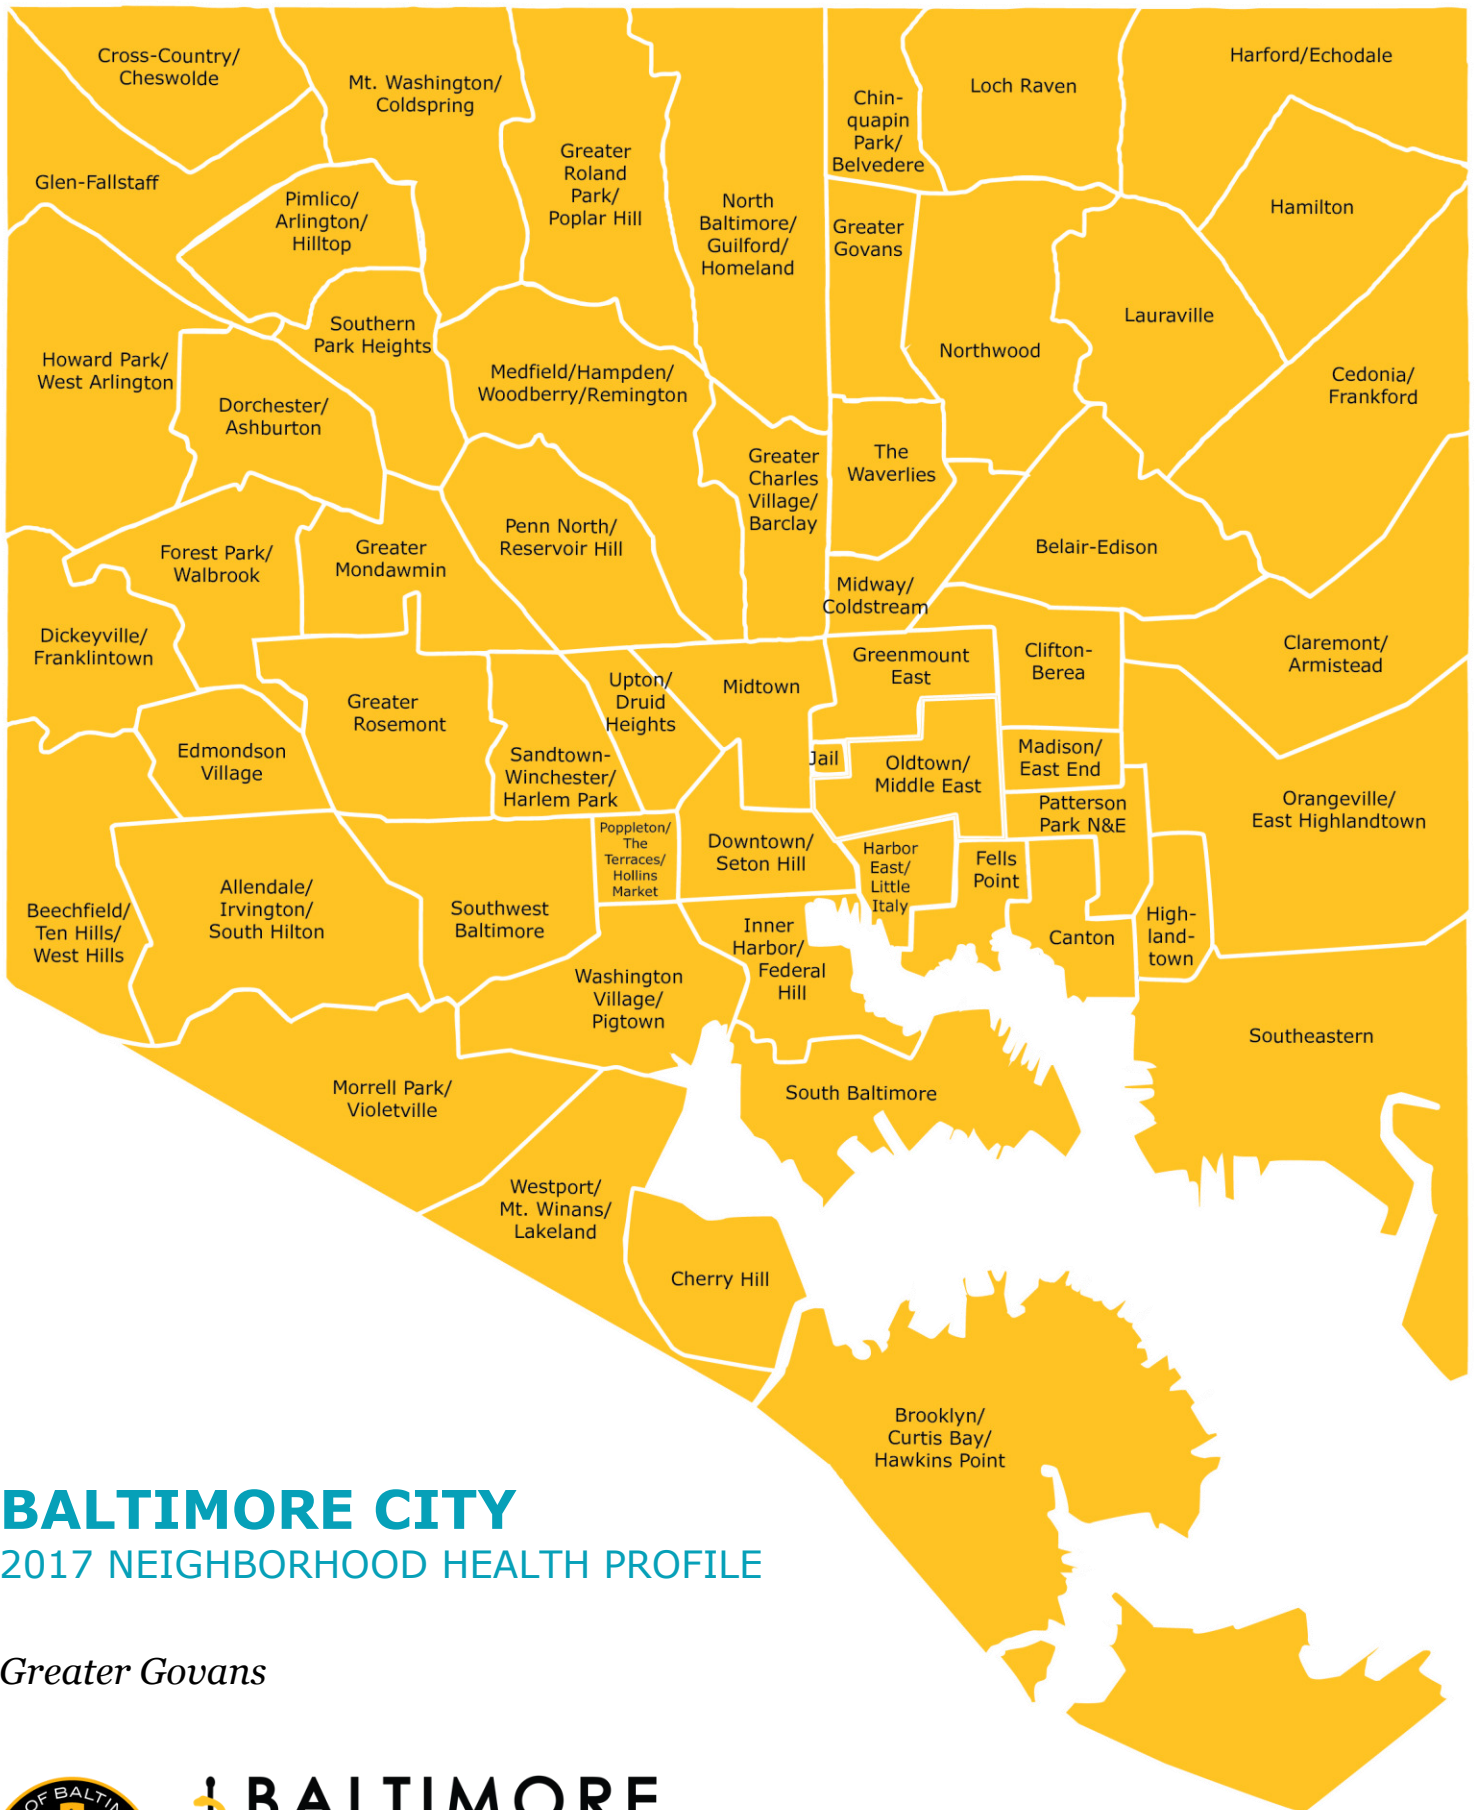 Cross-Country/
Cheswolde
Mt. Washington/
Coldspring
Greater
Roland
Park/
Poplar Hill
North
Baltimore/
Guilford/
Homeland
Chin-
quapin
Park/
Belvedere
Loch Raven
Harford/Echodale
Glen-Fallstaff
Pimlico/
Arlington/
Hilltop
Greater
Govans
Hamilton
Lauraville
Northwood
Southern
Park Heights
Howard Park/
West Arlington
Medfield/Hampden/
Woodberry/Remington
Cedonia/
Frankford
Dorchester/
Ashburton
Greater
Charles
Village/
Barclay
The
Waverlies
Penn North/
Reservoir Hill
Belair-Edison
Forest Park/
Walbrook
Greater
Mondawmin
Midway/
Coldstream
Dickeyville/
Franklintown
Greenmount
East
Clifton-
Berea
Claremont/
Armistead
Greater
Rosemont
Upton/
Druid
Heights
Midtown
Edmondson
Village
Sandtown-
Winchester/
Harlem Park
Jail
Oldtown/
Middle East
Madison/
East End
Patterson
Park N&E
Orangeville/
East Highlandtown
Poppleton/
The
Terraces/
Hollins
Market
Downtown/
Seton Hill
Harbor
East/
Little
Italy
Fells
Point
Beechfield/
Ten Hills/
West Hills
Allendale/
Irvington/
South Hilton
Southwest
Baltimore
Inner
Harbor/
Federal
Hill
Canton
High-
land-
town
Washington
Village/
Pigtown
Southeastern
Morrell Park/
Violetville
South Baltimore
Westport/
Mt. Winans/
Lakeland
Cherry Hill
Brooklyn/
Curtis Bay/
Hawkins Point
BALTIMORE CITY
2017 NEIGHBORHOOD HEALTH PROFILE
Greater Govans
BALTIMORE